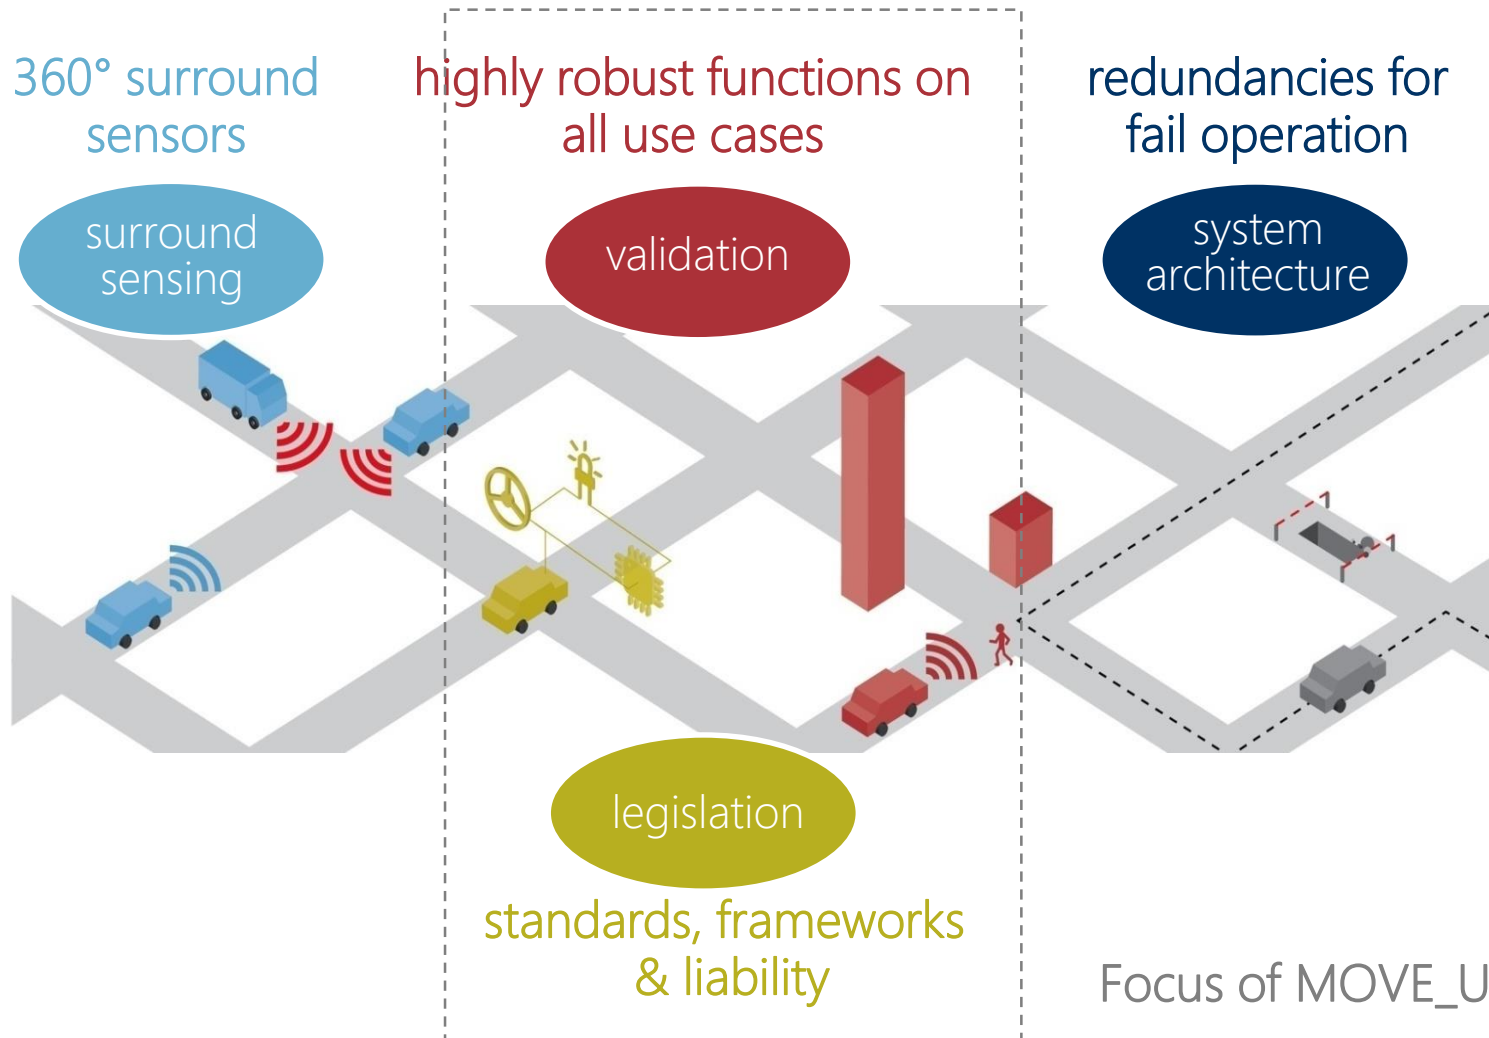 360° surround
sensors
highly robust functions on
all use cases
redundancies for
fail operation
surround
sensing
validation
system
architecture
legislation
standards, frameworks
& liability
Focus of MOVE_U